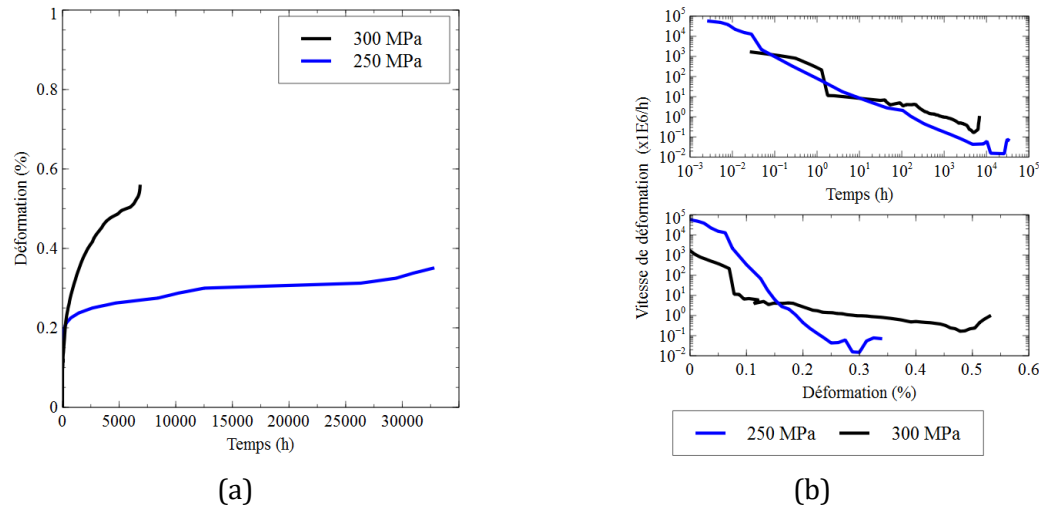 1
0.8
0.6
0.4
0.2
0
Déformation (%)
300 MPa
250 MPa
0 5000 10000 15000 20000 25000 30000
Temps (h)
(a)
Vitesse de déformation (x1E6/h)
10^5
10^4
10^3
10^2
10^1
10^0
10^-1
10^-2
10^-3 10^-2 10^-1 10^0 10^1 10^2 10^3 10^4 10^5
Temps (h)
10^5
10^4
10^3
10^2
10^1
10^0
10^-1
10^-2
0 0.1 0.2 0.3 0.4 0.5 0.6
Déformation (%)
250 MPa 300 MPa
(b)